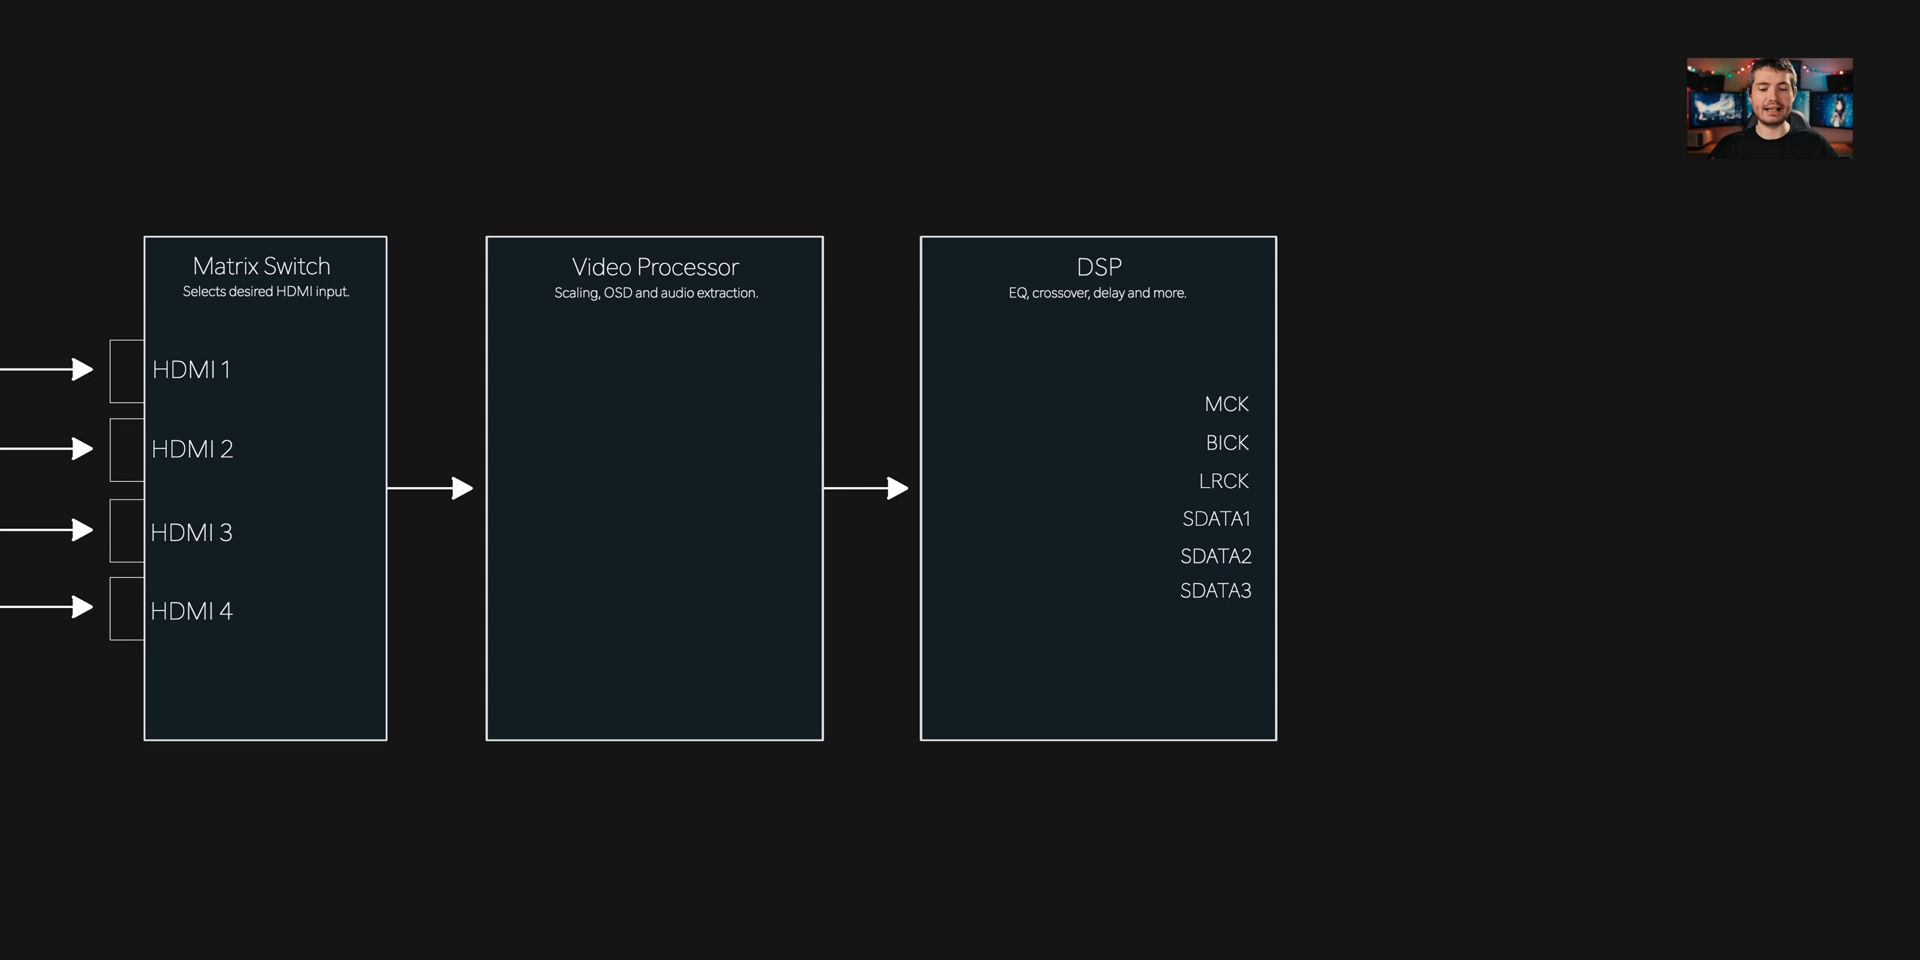 Matrix Switch
Selects desired HDMI input.
HDMI 1
HDMI 2
HDMI 3
HDMI 4
Video Processor
Scaling, OSD and audio extraction.
DSP
EQ, crossover, delay and more.
MCK
BICK
LRCK
SDATA1
SDATA2
SDATA3